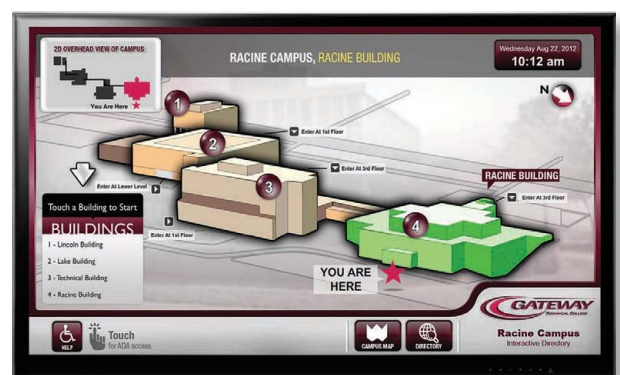 2D OVERHEAD VIEW OF CAMPUS
You Are Here
RACINE CAMPUS, RACINE BUILDING
Wednesday Aug 22, 2012
10:12 am
N
1
Enter At 1st Floor
2
Enter At 3rd Floor
3
RACINE BUILDING
Enter At Lower Level
Enter At 3rd Floor
Touch a Building to Start
BUILDINGS
1 - Lincoln Building
2 - Lake Building
3 - Technical Building
4 - Racine Building
Enter At 1st Floor
4
YOU ARE
HERE
GATEWAY
TECHNICAL COLLEGE
HELP
Touch
for ADA access
CAMPUS MAP
DIRECTORY
Racine Campus
Interactive Directory